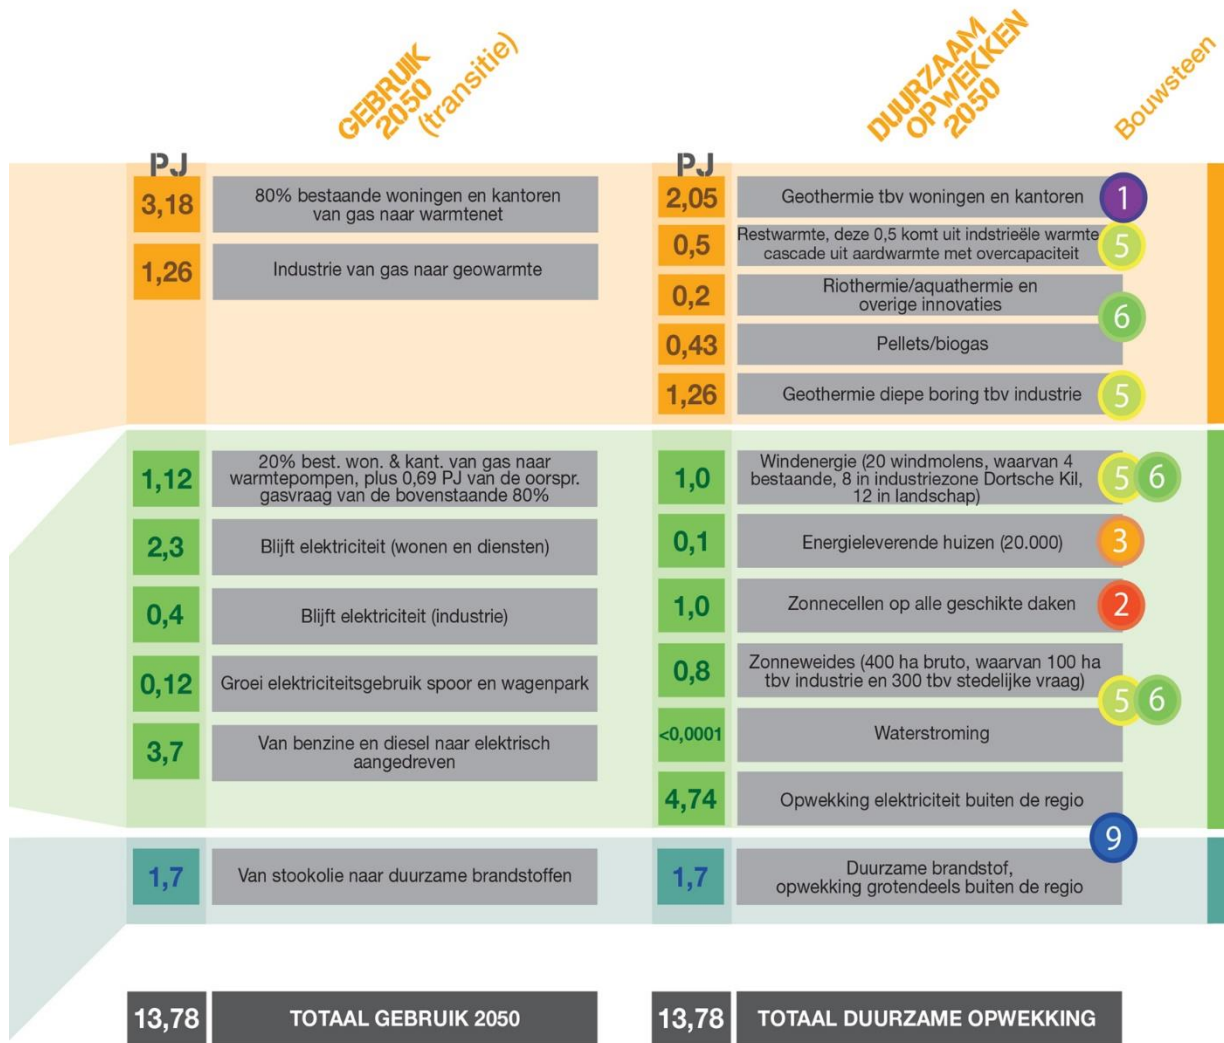 GEBRUIK
2050
(transitie)
DUURZAAM
OPWEKKEN
2050
Bouwsteen
PJ
3,18
80% bestaande woningen en kantoren
van gas naar warmtenet
1,26
Industrie van gas naar geowarmte
PJ
2,05
Geothermie tbv woningen en kantoren
1
0,5
Restwarmte, deze 0,5 komt uit indstrieële warmte
cascade uit aardwarmte met overcapaciteit
5
0,2
Riothermie/aquathermie en
overige innovaties
6
0,43
Pellets/biogas
1,26
Geothermie diepe boring tbv industrie
5
1,12
20% best. won. & kant. van gas naar
warmtepompen, plus 0,69 PJ van de oorspr.
gasvraag van de bovenstaande 80%
2,3
Blijft elektriciteit (wonen en diensten)
0,4
Blijft elektriciteit (industrie)
0,12
Groei elektriciteitsgebruik spoor en wagenpark
3,7
Van benzine en diesel naar elektrisch
aangedreven
1,0
Windenergie (20 windmolens, waarvan 4
bestaande, 8 in industriezone Dortsche Kil,
12 in landschap)
5 6
0,1
Energieleverende huizen (20.000)
3
1,0
Zonnecellen op alle geschikte daken
2
0,8
Zonneweides (400 ha bruto, waarvan 100 ha
tbv industrie en 300 tbv stedelijke vraag)
5 6
<0,0001
Waterstroming
4,74
Opwekking elektriciteit buiten de regio
9
1,7
Van stookolie naar duurzame brandstoffen
1,7
Duurzame brandstof,
opwekking grotendeels buiten de regio
13,78
TOTAAL GEBRUIK 2050
13,78
TOTAAL DUURZAME OPWEKKING